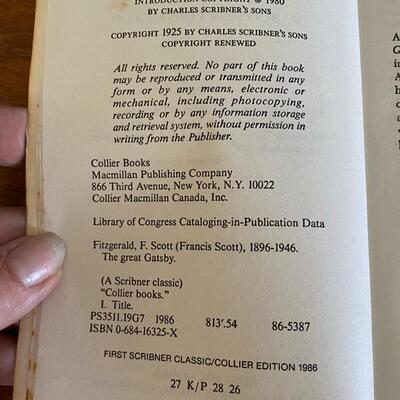 INTRODUCTION COPYRIGHT © 1980
BY CHARLES SCRIBNER'S SONS
COPYRIGHT 1925 BY CHARLES SCRIBNER'S SONS
COPYRIGHT RENEWED
All rights reserved. No part of this book
may be reproduced or transmitted in any
form or by any means, electronic or
mechanical, including photocopying,
recording or by any information storage
and retrieval system, without permission in
writing from the Publisher.
Collier Books
Macmillan Publishing Company
866 Third Avenue, New York, N.Y. 10022
Collier Macmillan Canada, Inc.
Library of Congress Cataloging-in-Publication Data
Fitzgerald, F. Scott (Francis Scott), 1896-1946.
The great Gatsby.
(A Scribner classic)
"Collier books."
I. Title.
PS3511.I9G7 1986 813'.54 86-5387
ISBN 0-684-16325-X
FIRST SCRIBNER CLASSIC/COLLIER EDITION 1986
27 K/P 28 26